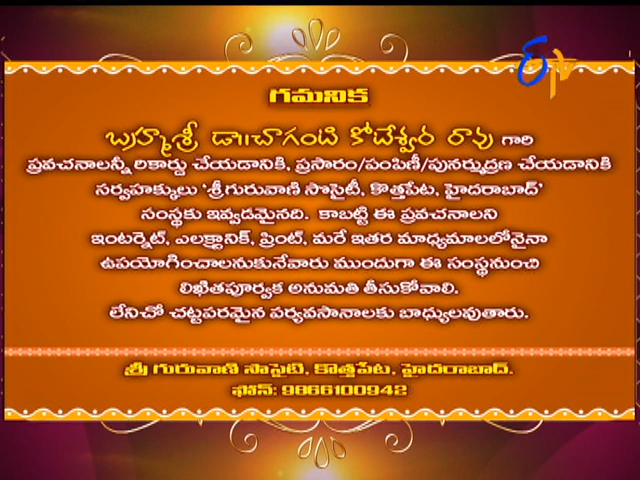 ETV
గమనిక
బ్రహ్మశ్రీ డా॥చాగంటి కోటేశ్వర రావు గారి
ప్రవచనాలన్నీ రికార్డు చేయడానికి, ప్రసారం/పంపిణీ/పునర్ముద్రణ చేయడానికి
సర్వహక్కులు 'శ్రీ గురువాణి సొసైటీ, కొత్తపేట, హైదరాబాద్'
సంస్థకు ఇవ్వడమైనది. కాబట్టి ఈ ప్రవచనాలని
ఇంటర్నెట్, ఎలక్ట్రానిక్, ప్రింట్, మరే ఇతర మాధ్యమాలలోనైనా
ఉపయోగించాలనుకునేవారు ముందుగా ఈ సంస్థనుంచి
లిఖితపూర్వక అనుమతి తీసుకోవాలి.
లేనిచో చట్టపరమైన పర్యవసానాలకు బాధ్యులవుతారు.
శ్రీ గురువాణి సొసైటి, కొత్తపేట, హైదరాబాద్.
ఫోన్: 9866100942